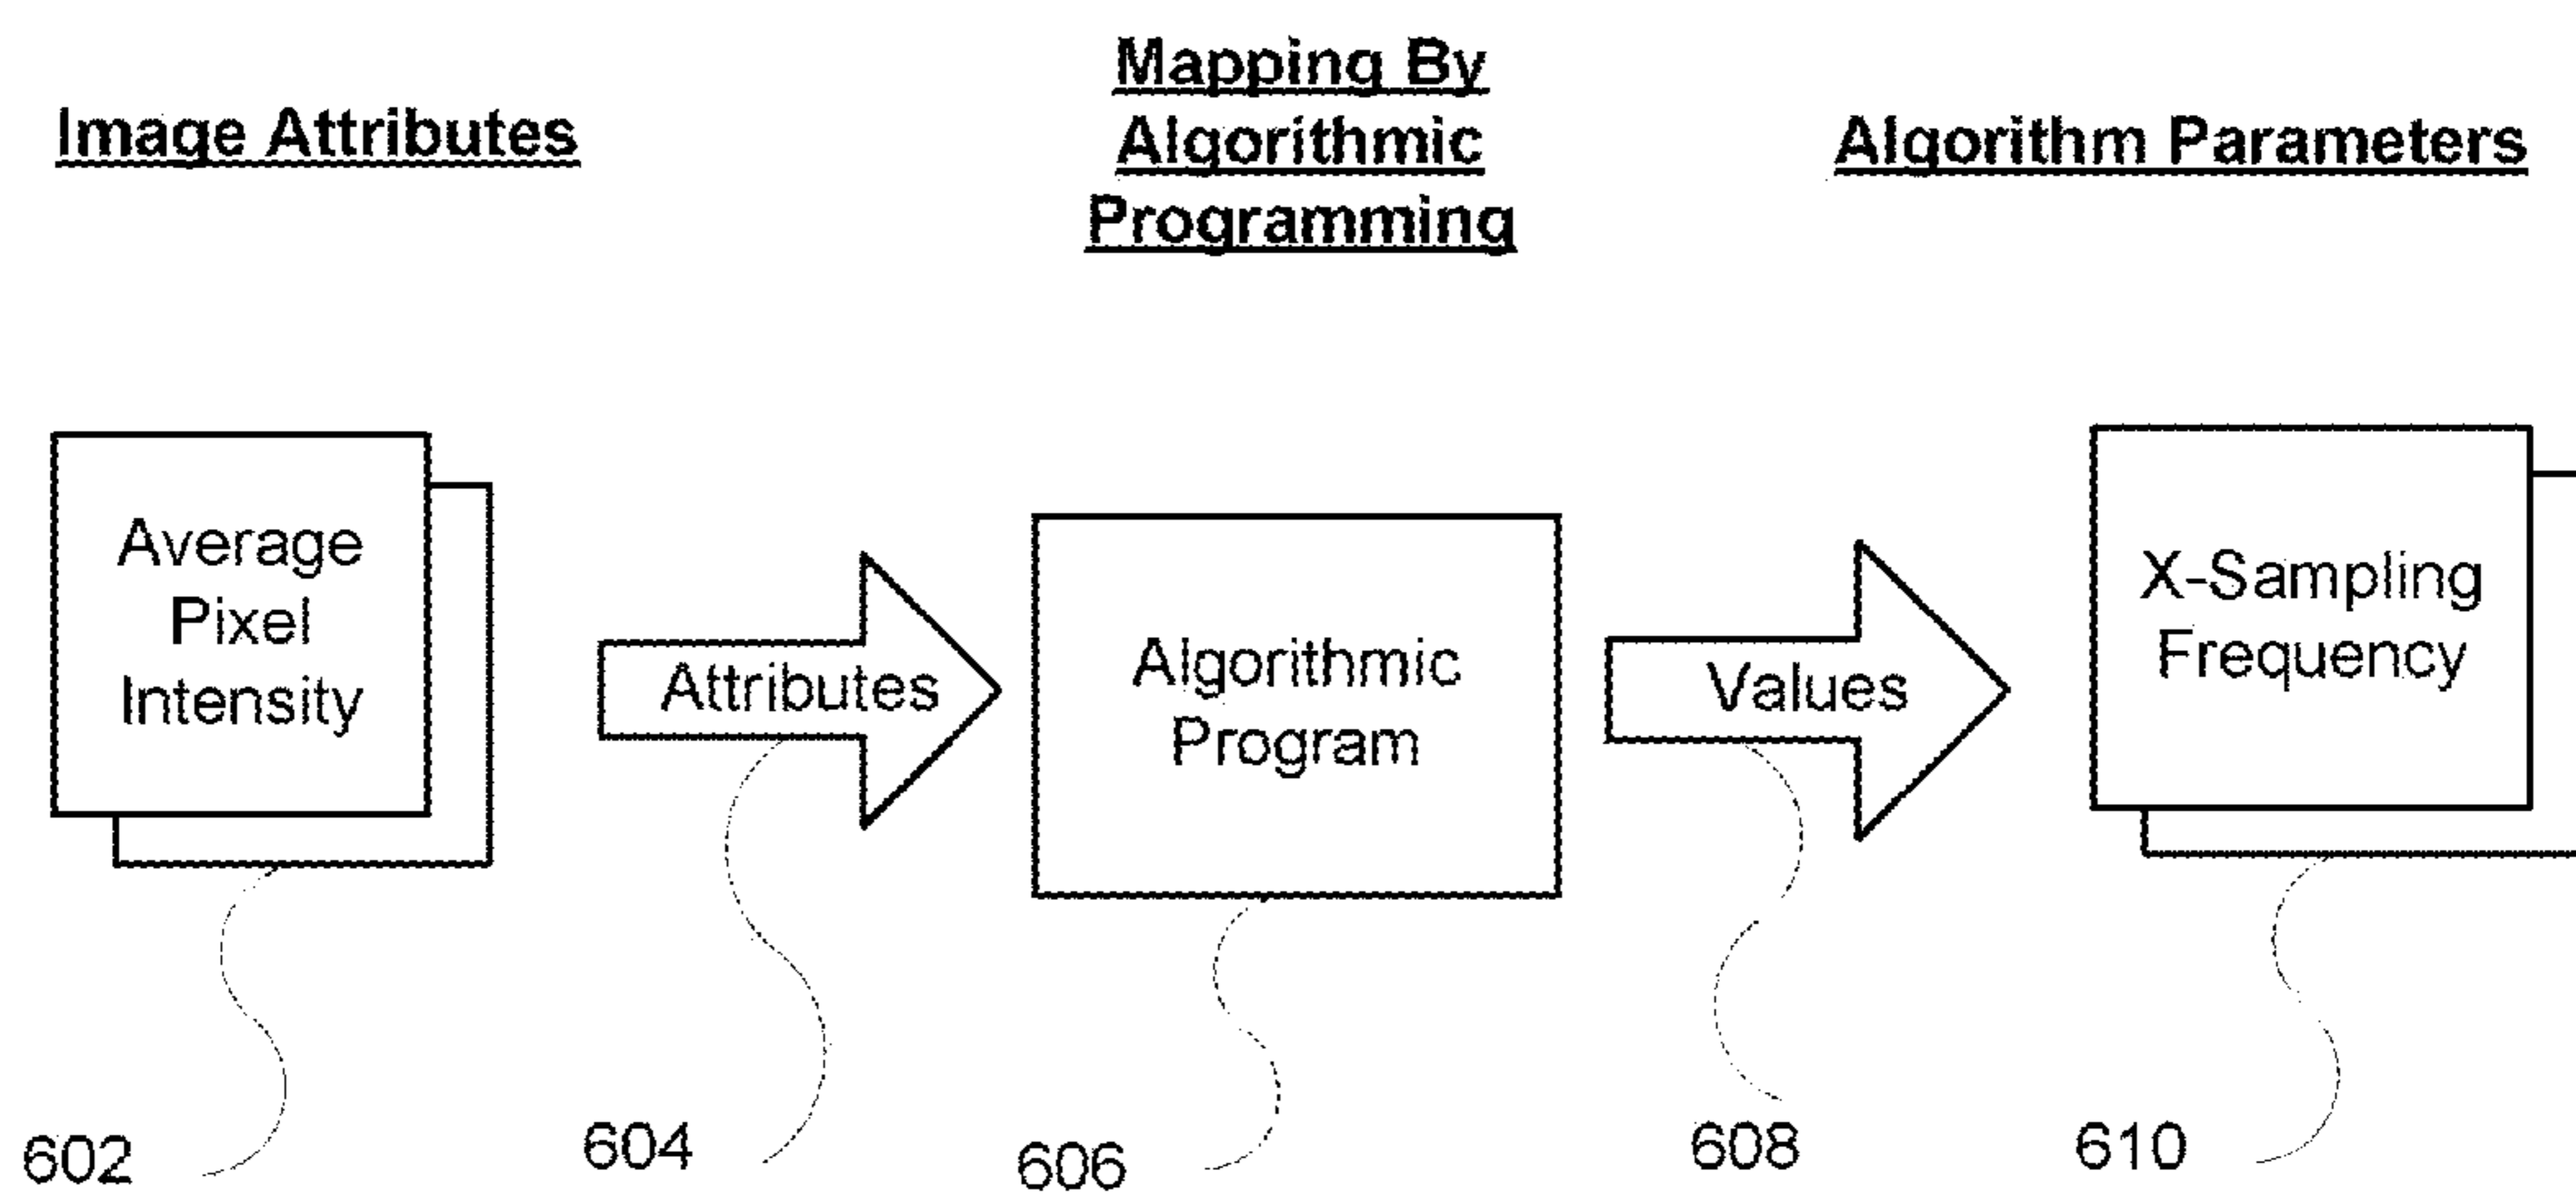 Mapping By
Algorithmic
Programming
Image Attributes
Algorithm Parameters
Average
Pixel
Intensity
Attributes
Algorithmic
Program
Values
X-Sampling
Frequency
602
604
606
608
610